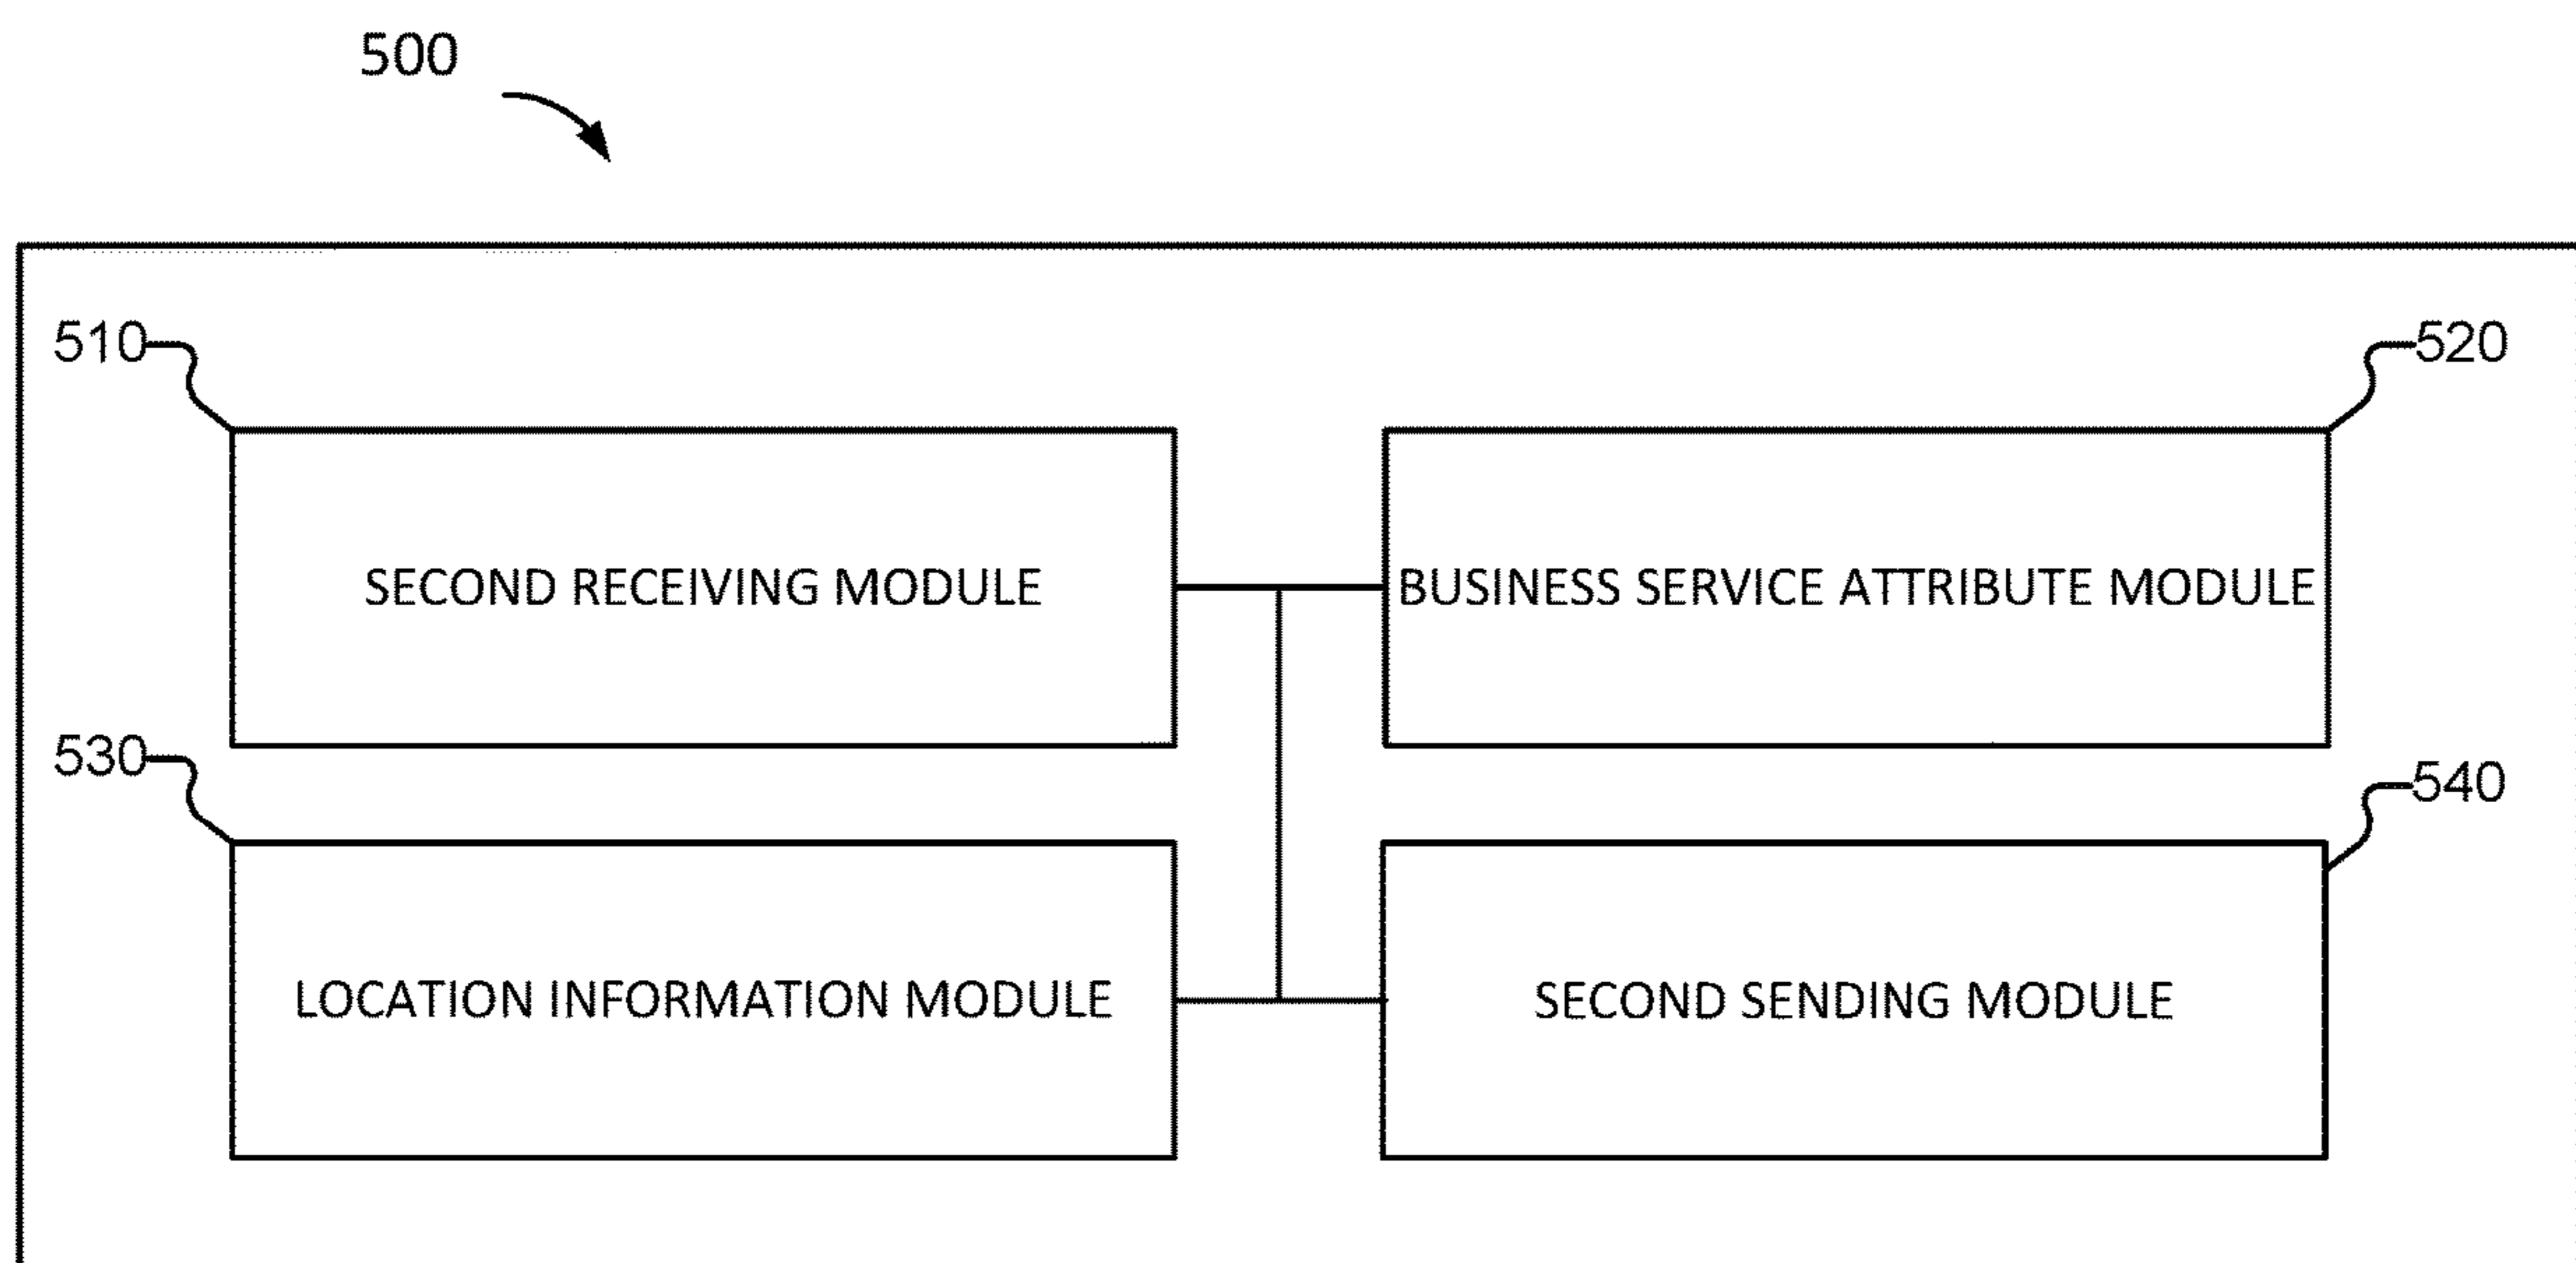 500
510
520
SECOND RECEIVING MODULE
BUSINESS SERVICE ATTRIBUTE MODULE
530
540
LOCATION INFORMATION MODULE
SECOND SENDING MODULE